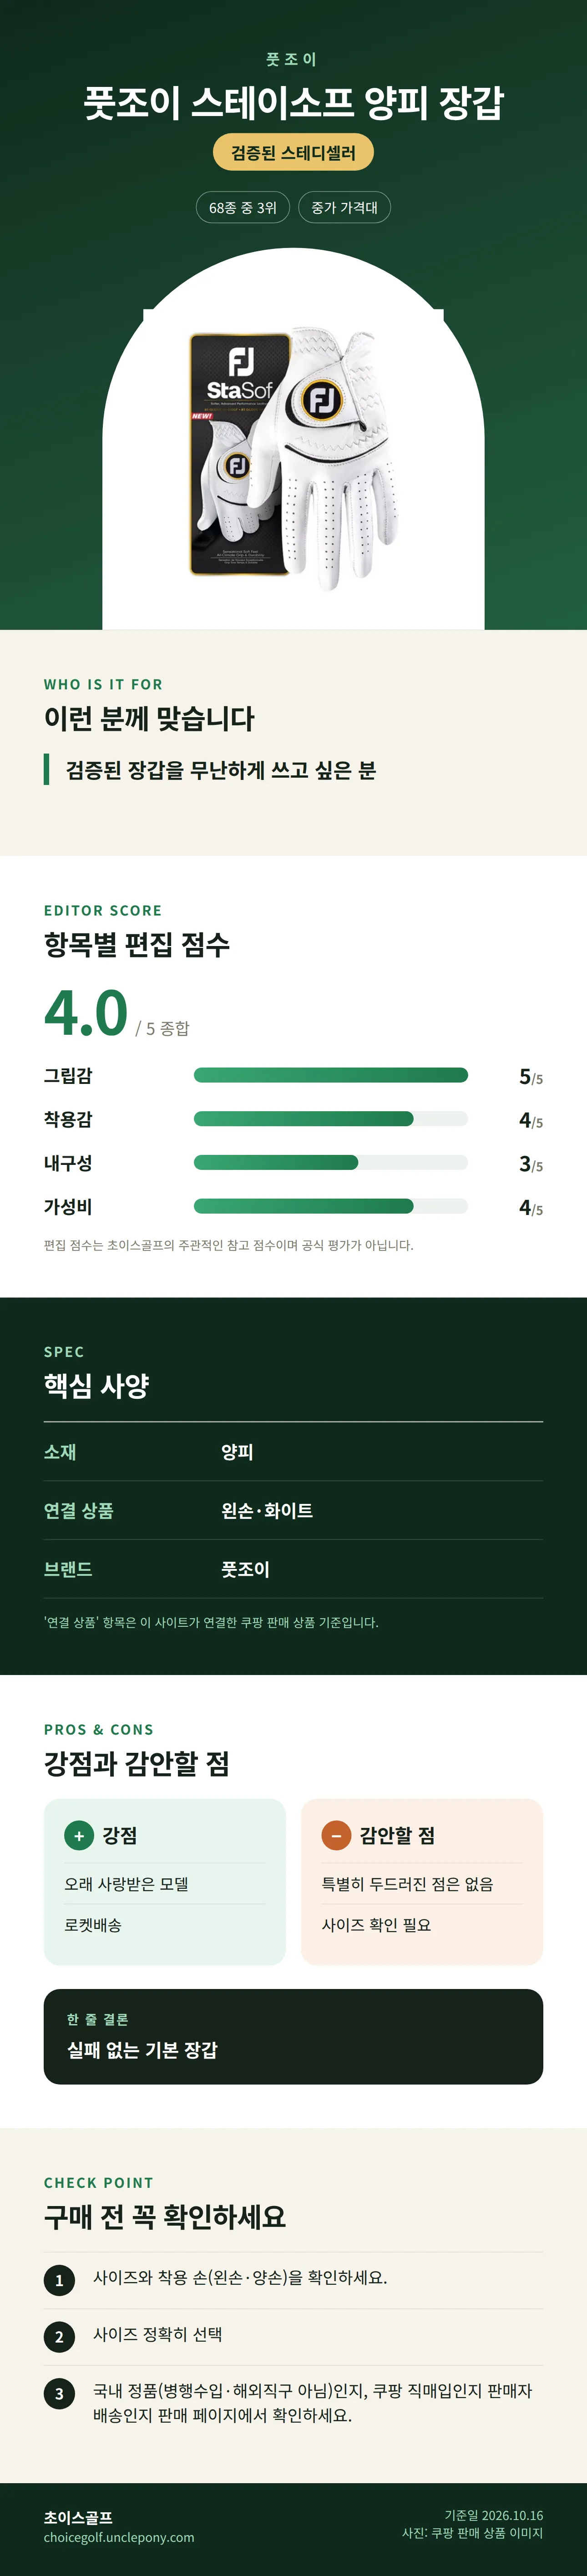 풋조이
풋조이 스테이소프 양피 장갑
검증된 스테디셀러
68종 중 3위
중가 가격대
FJ
StaSof
NEW!
FJ
FJ
WHO IS IT FOR
이런 분께 맞습니다
검증된 장갑을 무난하게 쓰고 싶은 분
EDITOR SCORE
항목별 편집 점수
4.0 / 5 종합
그립감 5/5
착용감 4/5
내구성 3/5
가성비 4/5
편집 점수는 초이스골프의 주관적인 참고 점수이며 공식 평가가 아닙니다.
SPEC
핵심 사양
소재 양피
연결 상품 왼손·화이트
브랜드 풋조이
'연결 상품' 항목은 이 사이트가 연결한 쿠팡 판매 상품 기준입니다.
PROS & CONS
강점과 감안할 점
+ 강점
오래 사랑받은 모델
로켓배송
− 감안할 점
특별히 두드러진 점은 없음
사이즈 확인 필요
한 줄 결론
실패 없는 기본 장갑
CHECK POINT
구매 전 꼭 확인하세요
1 사이즈와 착용 손(왼손·양손)을 확인하세요.
2 사이즈 정확히 선택
3 국내 정품(병행수입·해외직구 아님)인지, 쿠팡 직매입인지 판매자
배송인지 판매 페이지에서 확인하세요.
초이스골프
choicegolf.unclepony.com
기준일 2026.10.16
사진: 쿠팡 판매 상품 이미지